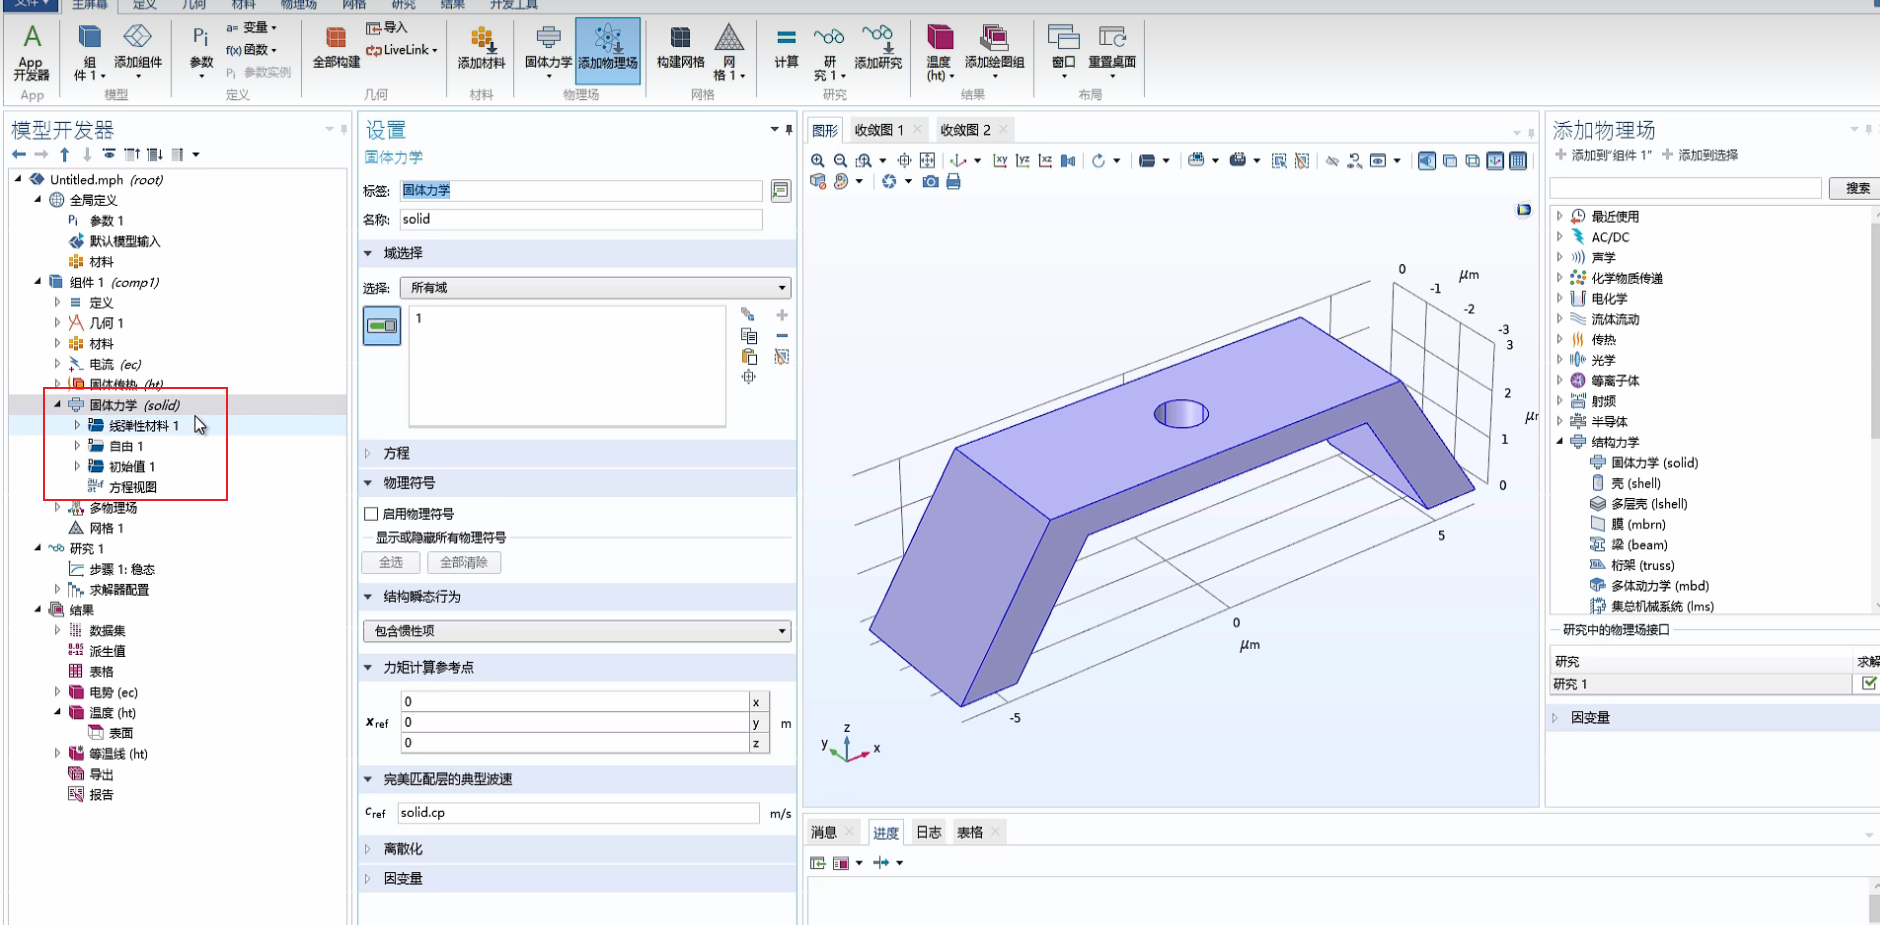 文件 主屏幕 定义 几何 材料 物理场 网格 研究 结果 开发工具
App 开发器
App
组件 1
添加组件
模型
Pi 参数
a= 变量
f(x) 函数
Pi 参数实例
定义
全部构建
导入
LiveLink
几何
添加材料
材料
固体力学
添加物理场
物理场
构建网格
网格 1
网格
计算
研究 1
添加研究
研究
温度 (ht)
添加绘图组
结果
窗口
重置桌面
布局
模型开发器
Untitled.mph (root)
全局定义
Pi 参数 1
默认模型输入
材料
组件 1 (comp1)
定义
几何 1
材料
电流 (ec)
固体传热 (ht)
固体力学 (solid)
线弹性材料 1
自由 1
初始值 1
方程视图
多物理场
网格 1
研究 1
步骤 1: 稳态
求解器配置
结果
数据集
派生值
表格
电势 (ec)
温度 (ht)
表面
等温线 (ht)
导出
报告
设置
固体力学
标签: 固体力学
名称: solid
域选择
选择: 所有域
1
方程
物理符号
启用物理符号
显示或隐藏所有物理符号
全选 全部清除
结构瞬态行为
包含惯性项
力矩计算参考点
0 x
xref 0 y m
0 z
完美匹配层的典型波速
cref solid.cp m/s
离散化
因变量
图形 收敛图 1 收敛图 2
xy yz xz
0 μm
-1
-2
-3
3
2
1
0
5
0
μm
-5
z
y x
消息 进度 日志 表格
添加物理场
添加到“组件 1” 添加到选择
搜索
最近使用
AC/DC
声学
化学物质传递
电化学
流体流动
传热
光学
等离子体
射频
半导体
结构力学
固体力学 (solid)
壳 (shell)
多层壳 (lshell)
膜 (mbrn)
梁 (beam)
桁架 (truss)
多体动力学 (mbd)
集总机械系统 (lms)
研究中的物理场接口
研究 求解
研究 1
因变量